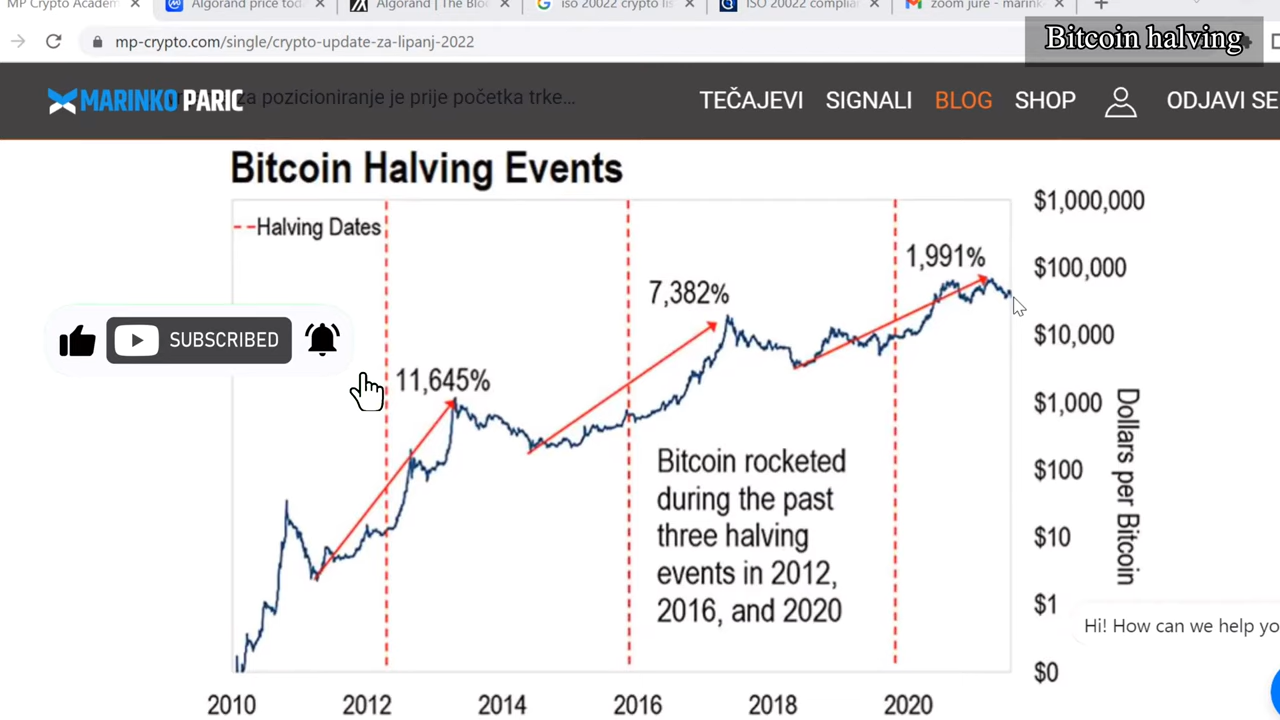 MP Crypto Academ
Algorand price toda
Algorand | The Bloc
iso 20022 crypto lis
ISO 20022 complian
zoom jure - marink
mp-crypto.com/single/crypto-update-za-lipanj-2022
Bitcoin halving
MARINKO PARIC
za pozicioniranje je prije početka trke...
TEČAJEVI
SIGNALI
BLOG
SHOP
ODJAVI SE
Bitcoin Halving Events
Halving Dates
11,645%
7,382%
1,991%
SUBSCRIBED
Bitcoin rocketed
during the past
three halving
events in 2012,
2016, and 2020
$1,000,000
$100,000
$10,000
$1,000
$100
$10
$1
$0
Dollars per Bitcoin
2010
2012
2014
2016
2018
2020
Hi! How can we help yo